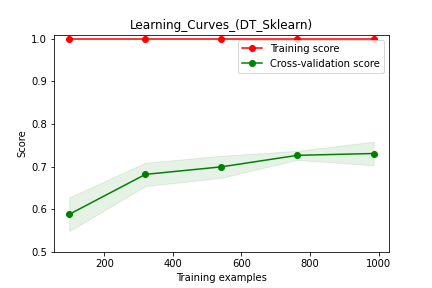 Learning_Curves_(DT_Sklearn)
Training score
Cross-validation score
Score
1.0
0.9
0.8
0.7
0.6
0.5
200
400
600
800
1000
Training examples